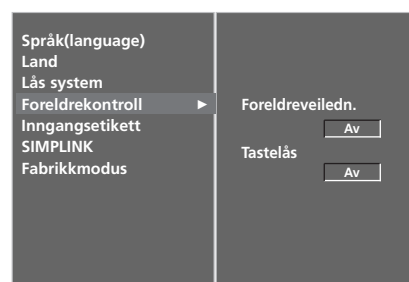 Språk(language)
Land
Lås system
Foreldrekontroll ►
Inngangsetikett
SIMPLINK
Fabrikkmodus
Foreldreveiledn.
Av
Tastelås
Av